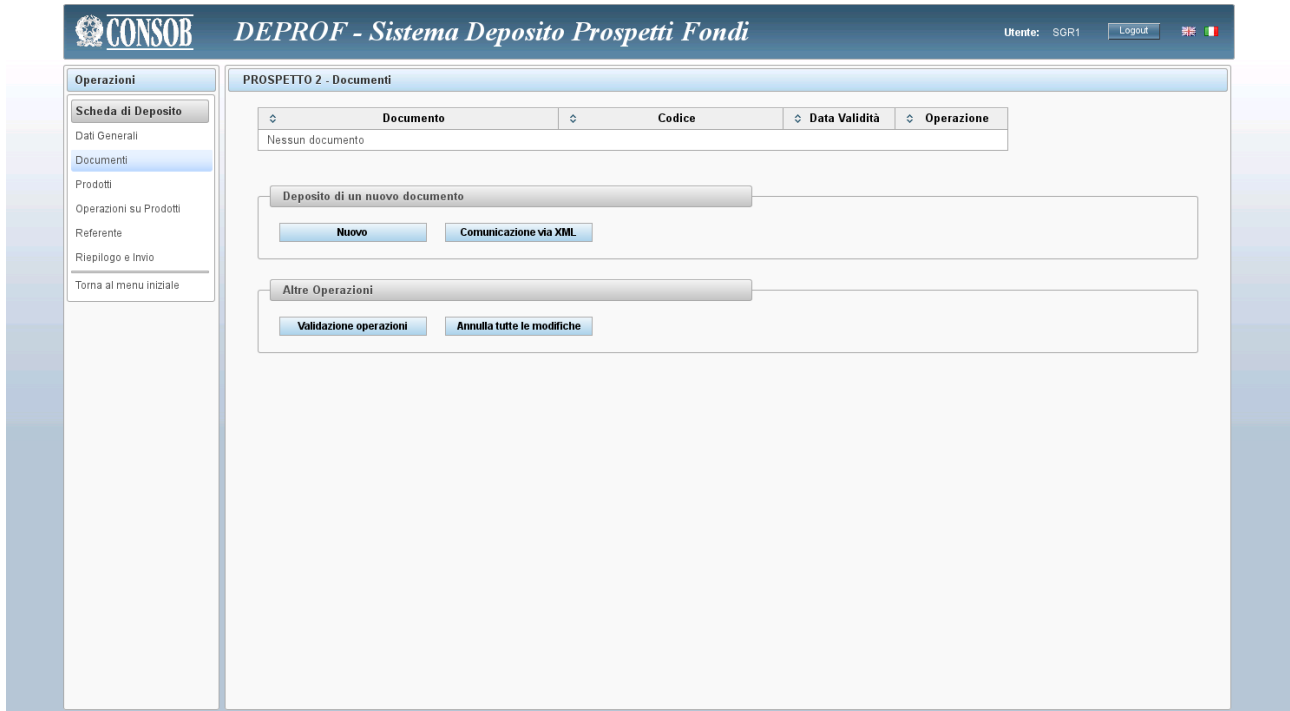 CONSOB DEPROF - Sistema Deposito Prospetti Fondi Utente: SGR1 Logout
Operazioni
Scheda di Deposito
Dati Generali
Documenti
Prodotti
Operazioni su Prodotti
Referente
Riepilogo e Invio
Torna al menu iniziale
PROSPETTO 2 - Documenti
Documento Codice Data Validità Operazione
Nessun documento
Deposito di un nuovo documento
Nuovo Comunicazione via XML
Altre Operazioni
Validazione operazioni Annulla tutte le modifiche